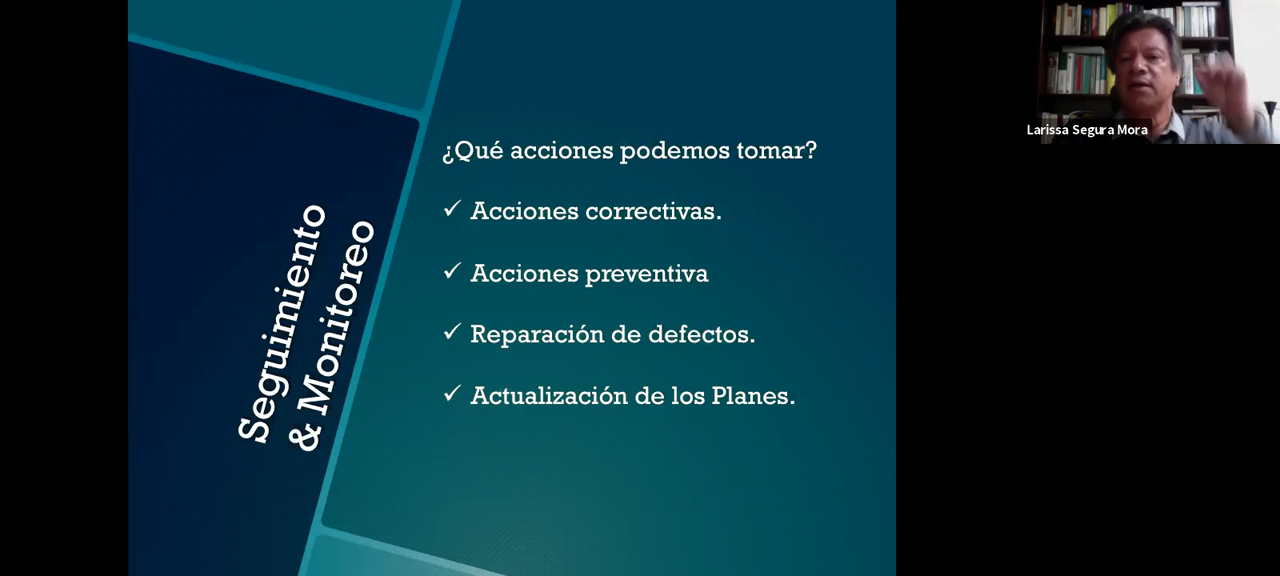 Seguimiento
& Monitoreo
¿Qué acciones podemos tomar?
✓ Acciones correctivas.
✓ Acciones preventiva
✓ Reparación de defectos.
✓ Actualización de los Planes.
Larissa Segura Mora